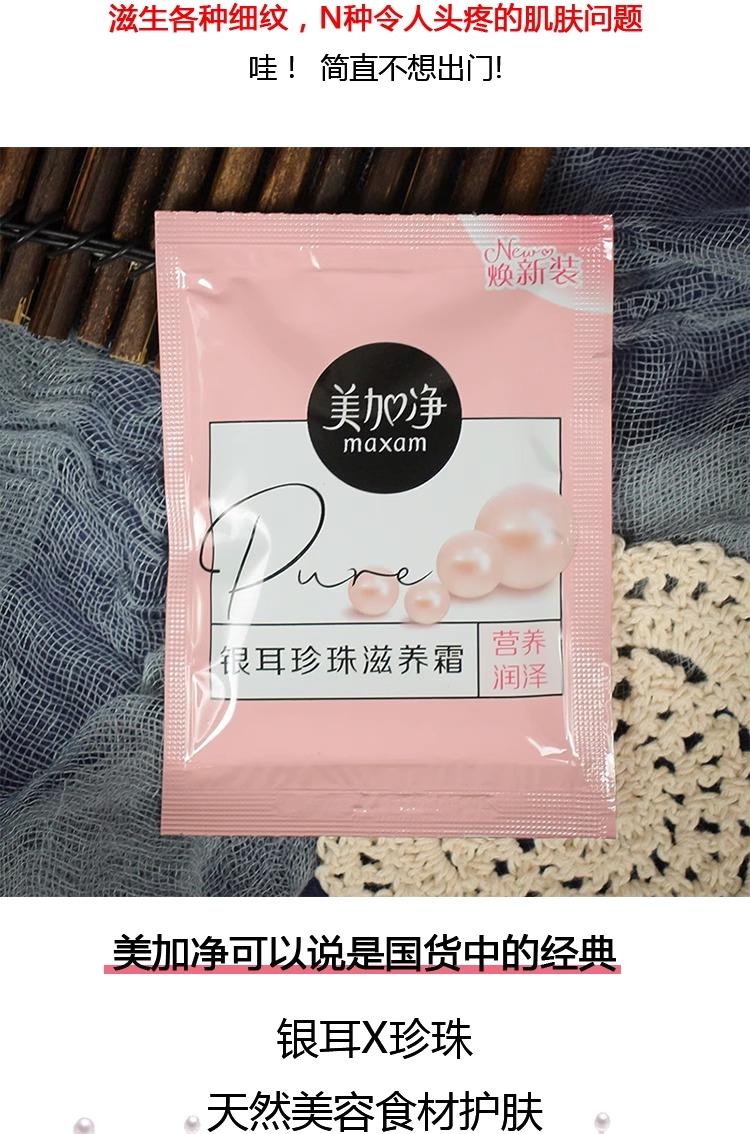 滋生各种细纹，N种令人头疼的肌肤问题
哇！ 简直不想出门!
New
焕新装
美加净
maxam
Pure
银耳珍珠滋养霜
营养
润泽
美加净可以说是国货中的经典
银耳X珍珠
天然美容食材护肤